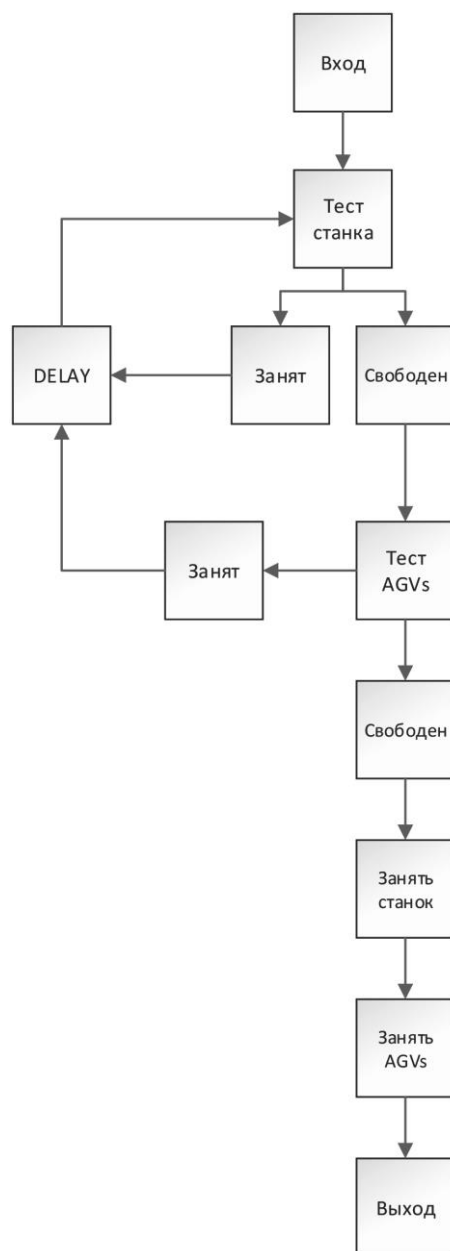 Вход
Тест
станка
DELAY
Занят
Свободен
Занят
Тест
AGVs
Свободен
Занять
станок
Занять
AGVs
Выход